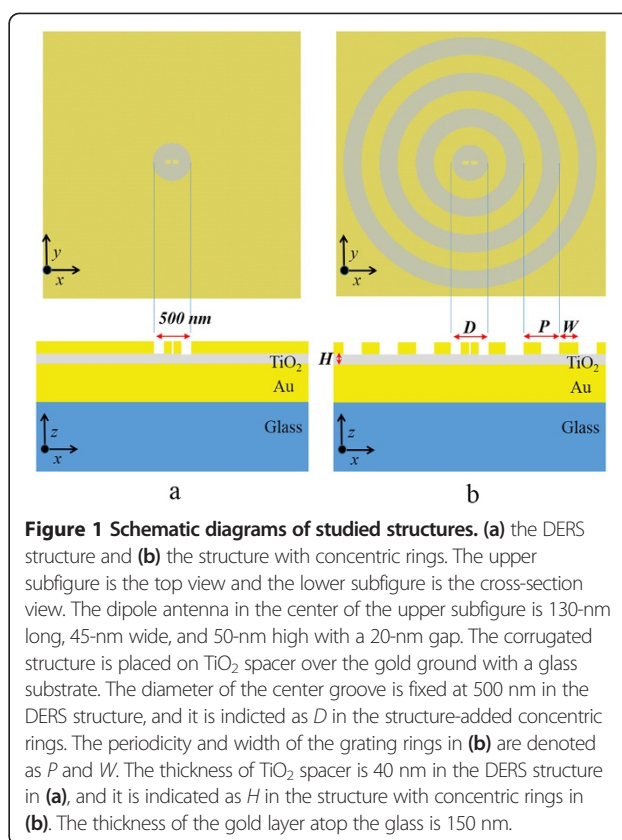 y
x
500 nm
TiO2
Au
Glass
z
x
a
y
x
D
P
W
H
TiO2
Au
Glass
z
x
b
Figure 1 Schematic diagrams of studied structures. (a) the DERS
structure and (b) the structure with concentric rings. The upper
subfigure is the top view and the lower subfigure is the cross-section
view. The dipole antenna in the center of the upper subfigure is 130-nm
long, 45-nm wide, and 50-nm high with a 20-nm gap. The corrugated
structure is placed on TiO2 spacer over the gold ground with a glass
substrate. The diameter of the center groove is fixed at 500 nm in the
DERS structure, and it is indicted as D in the structure-added concentric
rings. The periodicity and width of the grating rings in (b) are denoted
as P and W. The thickness of TiO2 spacer is 40 nm in the DERS structure
in (a), and it is indicated as H in the structure with concentric rings in
(b). The thickness of the gold layer atop the glass is 150 nm.